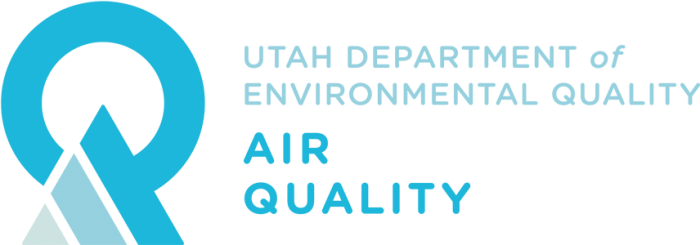 UTAH DEPARTMENT of
ENVIRONMENTAL QUALITY
AIR
QUALITY